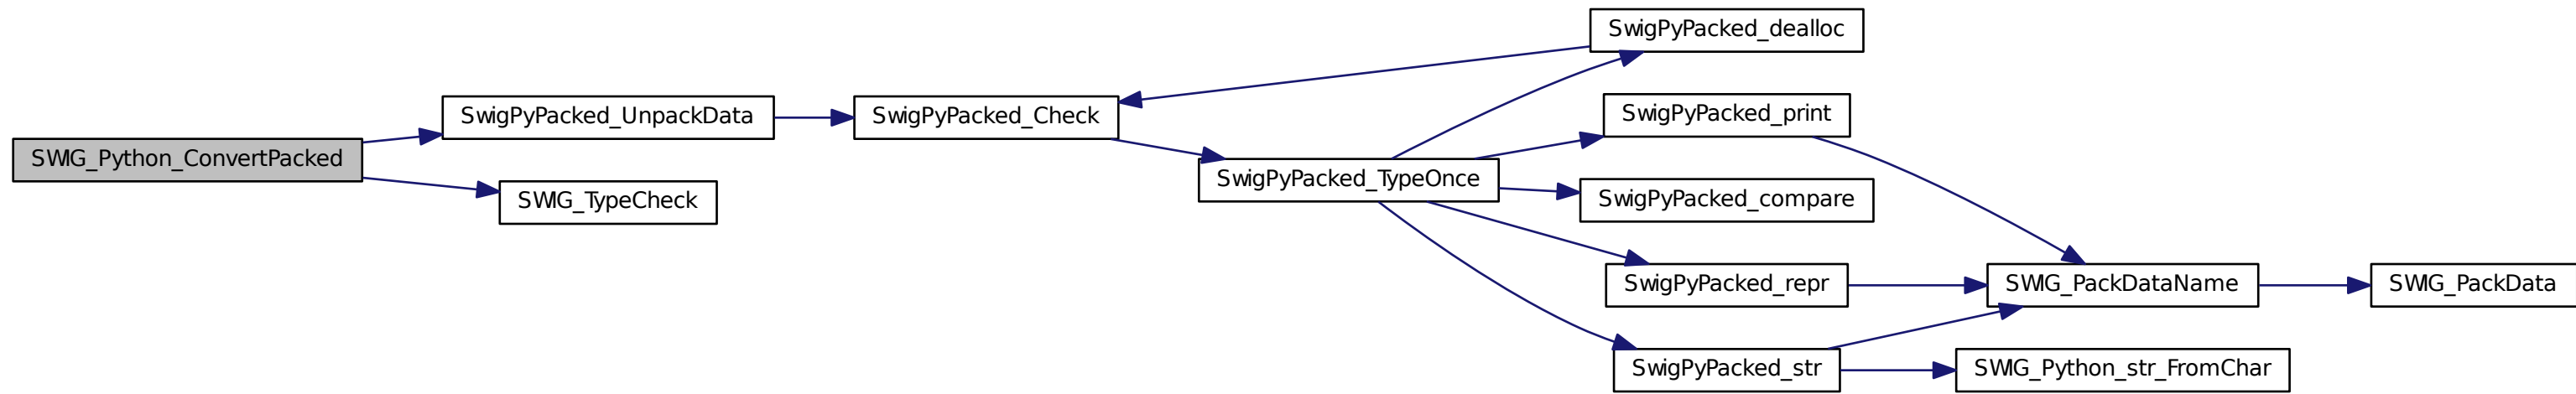 SWIG_Python_ConvertPacked
SwigPyPacked_UnpackData
SWIG_TypeCheck
SwigPyPacked_Check
SwigPyPacked_TypeOnce
SwigPyPacked_dealloc
SwigPyPacked_print
SwigPyPacked_compare
SwigPyPacked_repr
SwigPyPacked_str
SWIG_PackDataName
SWIG_Python_str_FromChar
SWIG_PackData